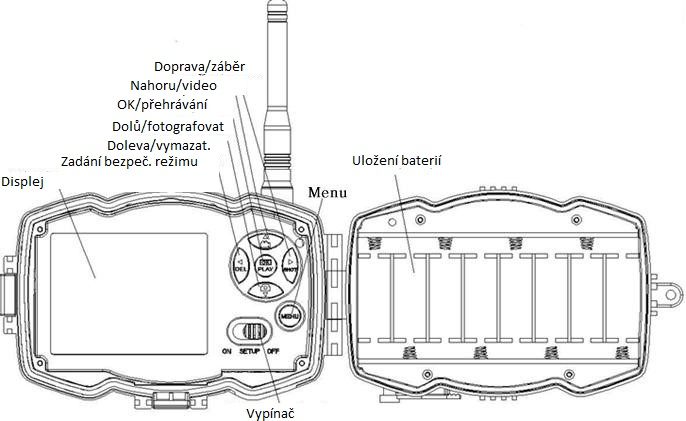 Doprava/záběr
Nahoru/video
OK/přehrávání
Dolů/fotografovat
Doleva/vymazat.
Zadání bezpeč. režimu
Uložení baterií
Displej
Menu
DEL
OK
PLAY
SHOT
MENU
ON SETUP OFF
Vypínač